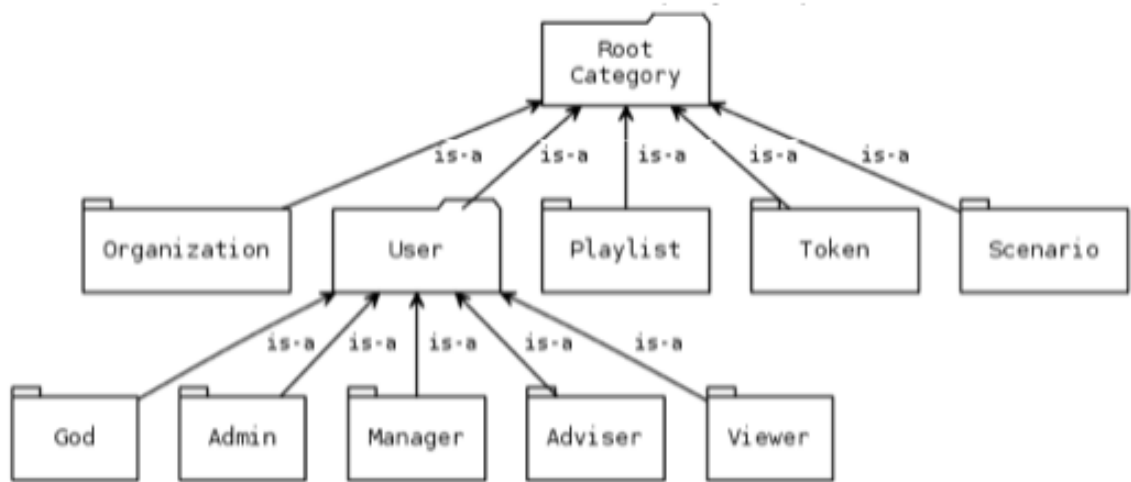 Root
Category
is-a
is-a
is-a
is-a
is-a
Organization
User
Playlist
Token
Scenario
is-a
is-a
is-a
is-a
is-a
God
Admin
Manager
Adviser
Viewer